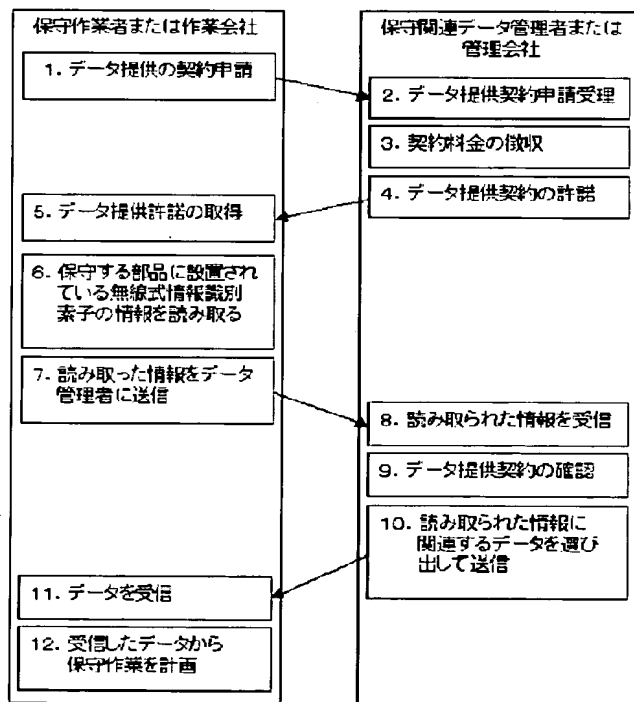 保守作業者または作業会社
1. データ提供の契約申請
5. データ提供許諾の取得
6. 保守する部品に設置され
ている無線式情報識別
素子の情報を読み取る
7. 読み取った情報をデータ
管理者に送信
11. データを受信
12. 受信したデータから
保守作業を計画
保守関連データ管理者または
管理会社
2. データ提供契約申請受理
3. 契約料金の徴収
4. データ提供契約の許諾
8. 読み取られた情報を受信
9. データ提供契約の確認
10. 読み取られた情報に
関連するデータを選び
出して送信